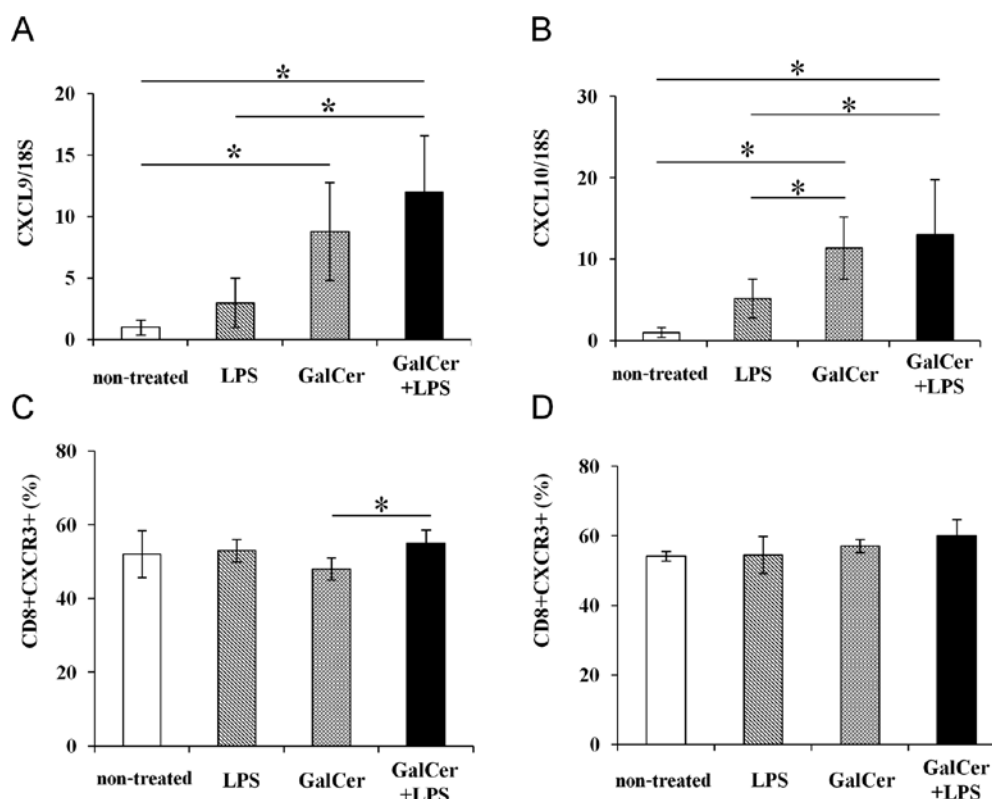 A
B
*
*
*
CXCL9/18S
20
15
10
5
0
non-treated
LPS
GalCer
GalCer
+LPS
*
*
*
*
CXCL10/18S
30
20
10
0
non-treated
LPS
GalCer
GalCer
+LPS
C
D
*
CD8+CXCR3+ (%)
80
60
40
20
0
non-treated
LPS
GalCer
GalCer
+LPS
CD8+CXCR3+ (%)
80
60
40
20
0
non-treated
LPS
GalCer
GalCer
+LPS